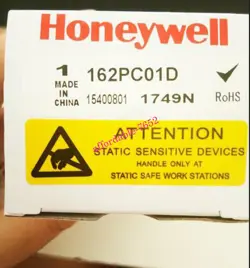 Honeywell
1 162PC01D
MADE IN CHINA 15400801 1749N RoHS
ATTENTION
STATIC SENSITIVE DEVICES
HANDLE ONLY AT
STATIC SAFE WORK STATIONS